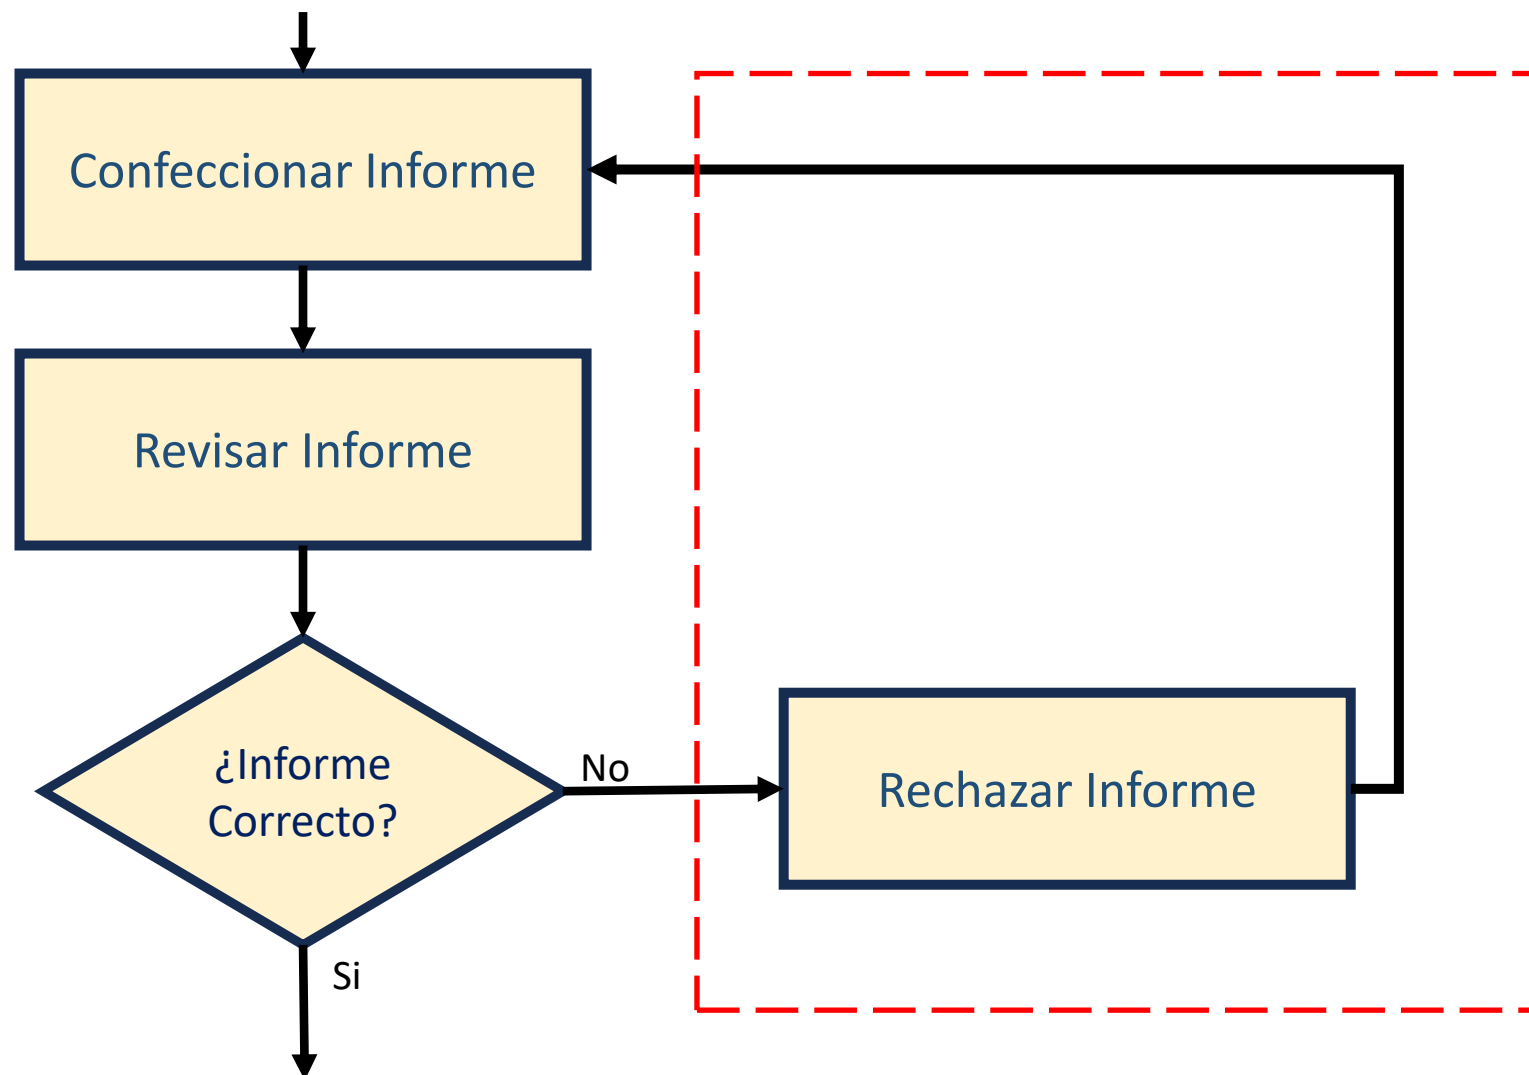 Confeccionar Informe
Revisar Informe
¿Informe
Correcto?
No
Rechazar Informe
Si